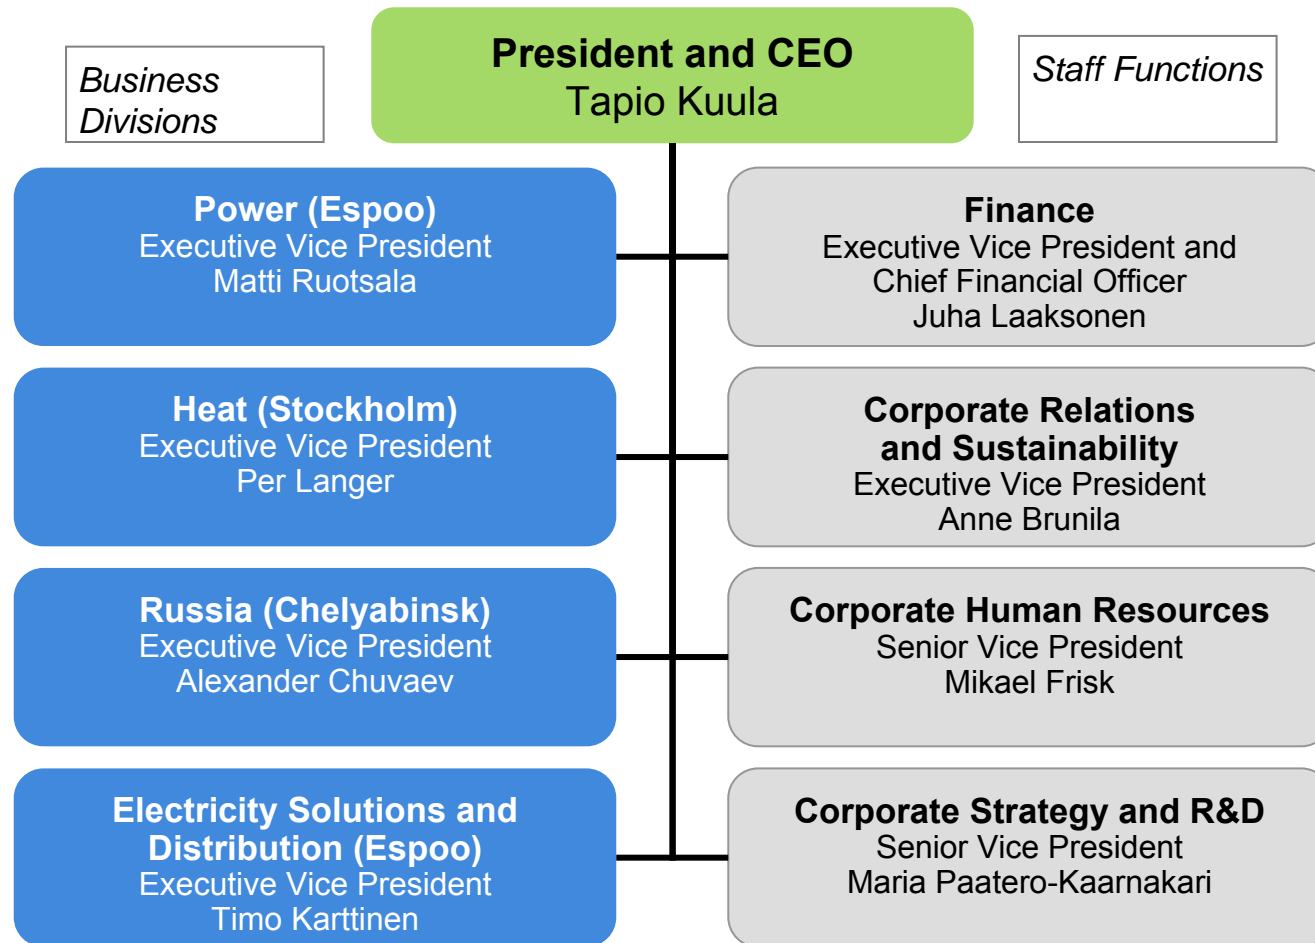 Business
Divisions
President and CEO
Tapio Kuula
Staff Functions
Power (Espoo)
Executive Vice President
Matti Ruotsala
Finance
Executive Vice President and
Chief Financial Officer
Juha Laaksonen
Heat (Stockholm)
Executive Vice President
Per Langer
Corporate Relations
and Sustainability
Executive Vice President
Anne Brunila
Russia (Chelyabinsk)
Executive Vice President
Alexander Chuvaev
Corporate Human Resources
Senior Vice President
Mikael Frisk
Electricity Solutions and
Distribution (Espoo)
Executive Vice President
Timo Karttinen
Corporate Strategy and R&D
Senior Vice President
Maria Paatero-Kaarnakari